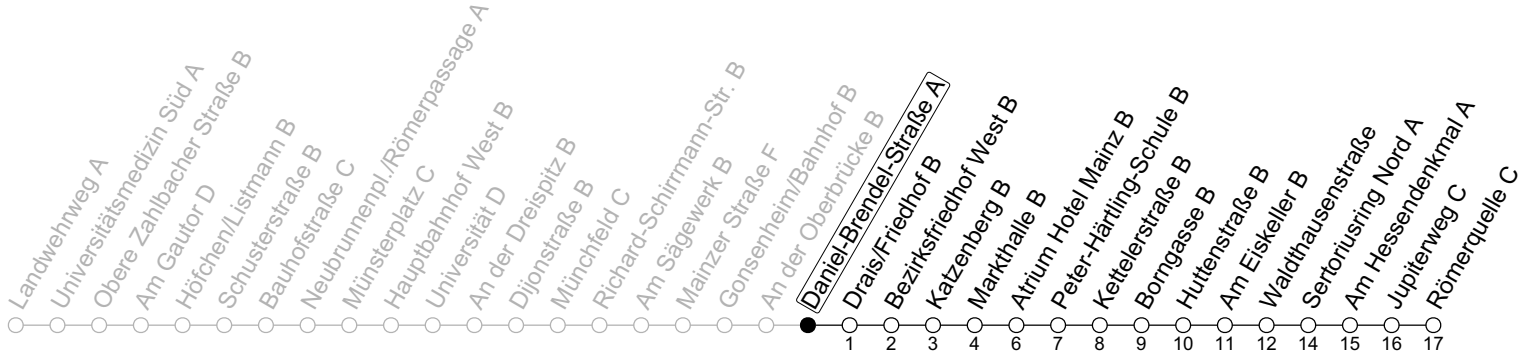 Landwehrweg A
Universitätsmedizin Süd A
Obere Zahlbacher Straße B
Am Gautor D
Höfchen/Listmann B
Schusterstraße B
Bauhofstraße C
Neubrunnenpl./Römerpassage A
Münsterplatz C
Hauptbahnhof West B
Universität D
An der Dreispitz B
Dijonstraße B
Münchfeld C
Richard-Schirrmann-Str. B
Am Sägewerk B
Mainzer Straße F
Gonsenheim/Bahnhof B
An der Oberbrücke B
Daniel-Brendel-Straße A
Drais/Friedhof B
Bezirksfriedhof West B
Katzenberg B
Markthalle B
Atrium Hotel Mainz B
Peter-Härtling-Schule B
Kettelerstraße B
Borngasse B
Huttenstraße B
Am Eiskeller B
Waldthausenstraße
Sertoriusring Nord A
Am Hessendenkmal A
Jupiterweg C
Römerquelle C
1 2 3 4 6 7 8 9 10 11 12 14 15 16 17